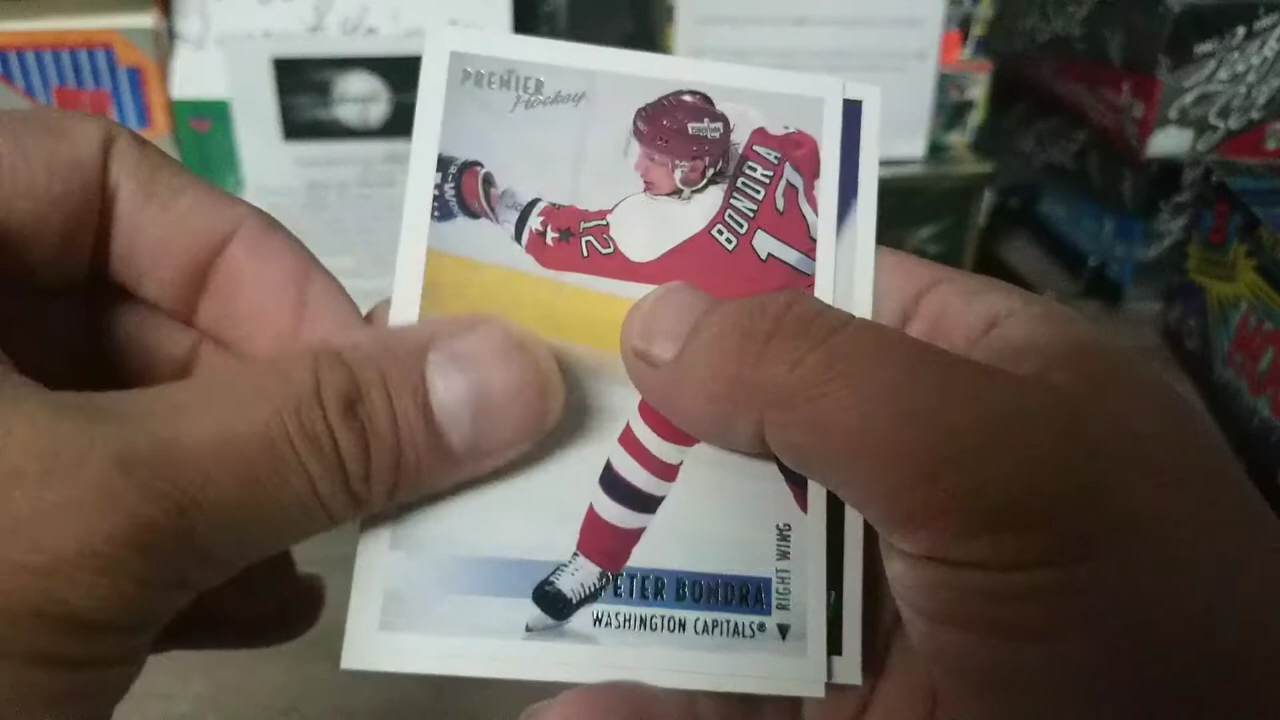 PREMIER
Hockey
BONDRA
12
12
PETER BONDRA
WASHINGTON CAPITALS®
RIGHT WING